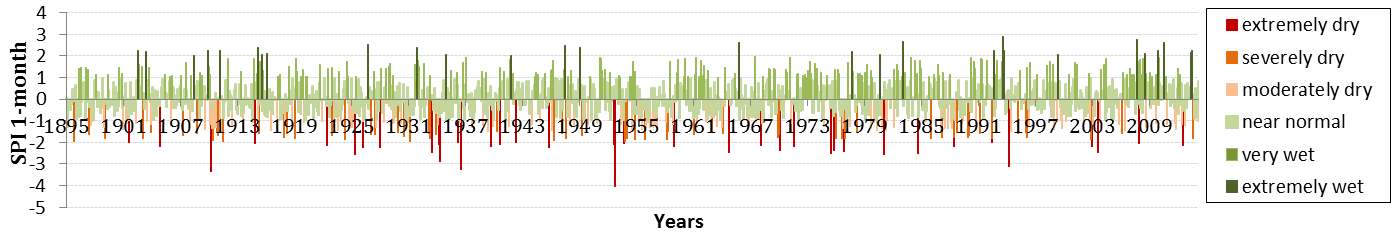 4
3
2
1
0
-1
-2
-3
-4
-5
SPI 1-month
1895 1901 1907 1913 1919 1925 1931 1937 1943 1949 1955 1961 1967 1973 1979 1985 1991 1997 2003 2009
Years
extremely dry
severely dry
moderately dry
near normal
very wet
extremely wet